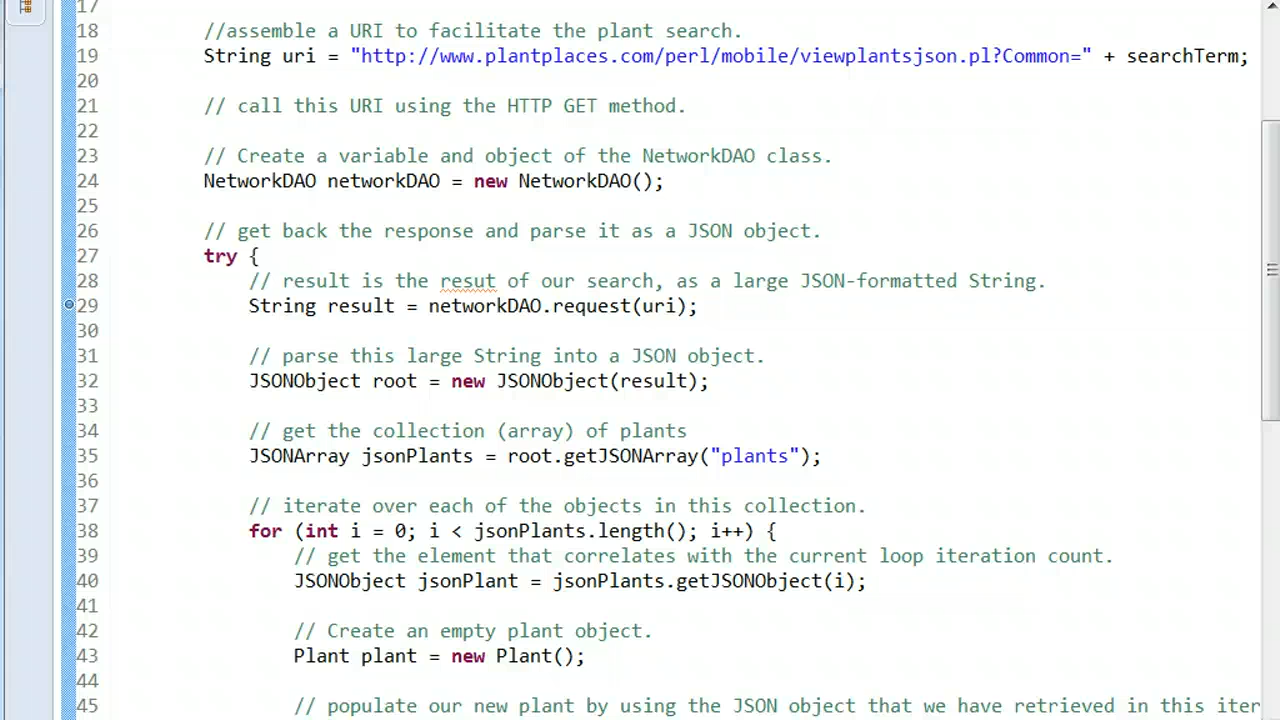 17
18 //assemble a URI to facilitate the plant search.
19 String uri = "http://www.plantplaces.com/perl/mobile/viewplantsjson.pl?Common=" + searchTerm;
20
21 // call this URI using the HTTP GET method.
22
23 // Create a variable and object of the NetworkDAO class.
24 NetworkDAO networkDAO = new NetworkDAO();
25
26 // get back the response and parse it as a JSON object.
27 try {
28 // result is the resut of our search, as a large JSON-formatted String.
29 String result = networkDAO.request(uri);
30
31 // parse this large String into a JSON object.
32 JSONObject root = new JSONObject(result);
33
34 // get the collection (array) of plants
35 JSONArray jsonPlants = root.getJSONArray("plants");
36
37 // iterate over each of the objects in this collection.
38 for (int i = 0; i < jsonPlants.length(); i++) {
39 // get the element that correlates with the current loop iteration count.
40 JSONObject jsonPlant = jsonPlants.getJSONObject(i);
41
42 // Create an empty plant object.
43 Plant plant = new Plant();
44
45 // populate our new plant by using the JSON object that we have retrieved in this iter